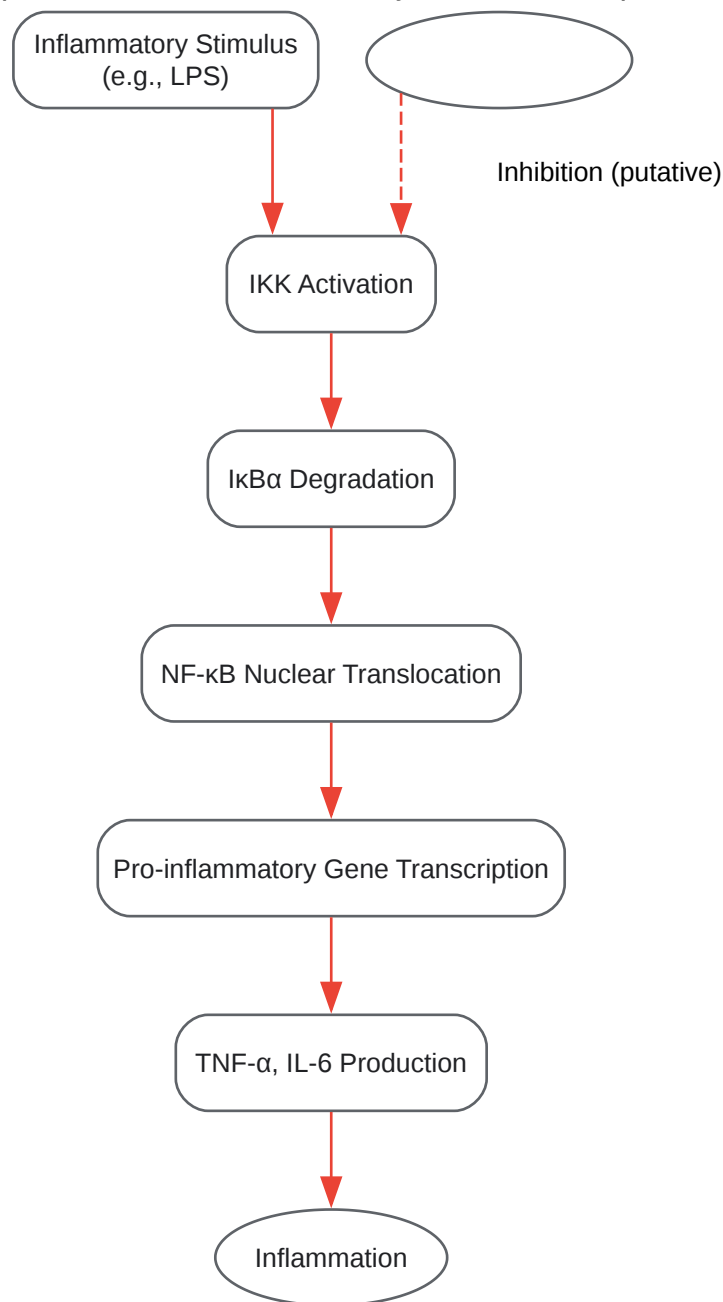 Inflammatory Stimulus
(e.g., LPS)
Inhibition (putative)
IKK Activation
IκBα Degradation
NF-κB Nuclear Translocation
Pro-inflammatory Gene Transcription
TNF-α, IL-6 Production
Inflammation